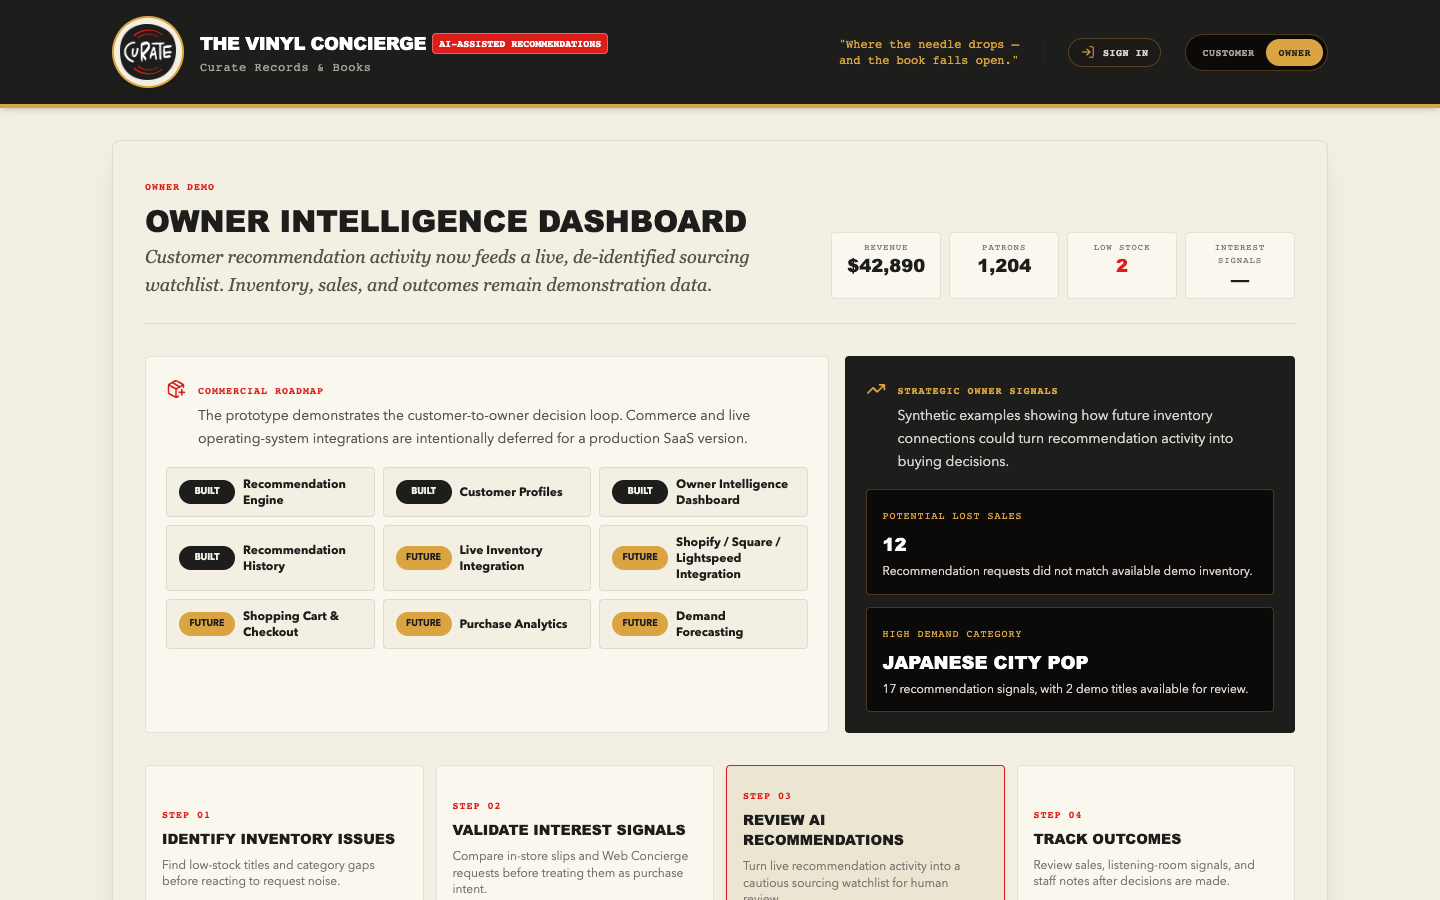 CURATE
THE VINYL CONCIERGE
AI-ASSISTED RECOMMENDATIONS
Curate Records & Books
"Where the needle drops —
and the book falls open."
SIGN IN
CUSTOMER
OWNER
OWNER DEMO
OWNER INTELLIGENCE DASHBOARD
Customer recommendation activity now feeds a live, de-identified sourcing
watchlist. Inventory, sales, and outcomes remain demonstration data.
REVENUE
$42,890
PATRONS
1,204
LOW STOCK
2
INTEREST
SIGNALS
—
COMMERCIAL ROADMAP
The prototype demonstrates the customer-to-owner decision loop. Commerce and live
operating-system integrations are intentionally deferred for a production SaaS version.
BUILT
Recommendation
Engine
BUILT
Customer Profiles
BUILT
Owner Intelligence
Dashboard
BUILT
Recommendation
History
FUTURE
Live Inventory
Integration
FUTURE
Shopify / Square /
Lightspeed
Integration
FUTURE
Shopping Cart &
Checkout
FUTURE
Purchase Analytics
FUTURE
Demand
Forecasting
STRATEGIC OWNER SIGNALS
Synthetic examples showing how future inventory
connections could turn recommendation activity into
buying decisions.
POTENTIAL LOST SALES
12
Recommendation requests did not match available demo inventory.
HIGH DEMAND CATEGORY
JAPANESE CITY POP
17 recommendation signals, with 2 demo titles available for review.
STEP 01
IDENTIFY INVENTORY ISSUES
Find low-stock titles and category gaps
before reacting to request noise.
STEP 02
VALIDATE INTEREST SIGNALS
Compare in-store slips and Web Concierge
requests before treating them as purchase
intent.
STEP 03
REVIEW AI
RECOMMENDATIONS
Turn live recommendation activity into a
cautious sourcing watchlist for human
review.
STEP 04
TRACK OUTCOMES
Review sales, listening-room signals, and
staff notes after decisions are made.